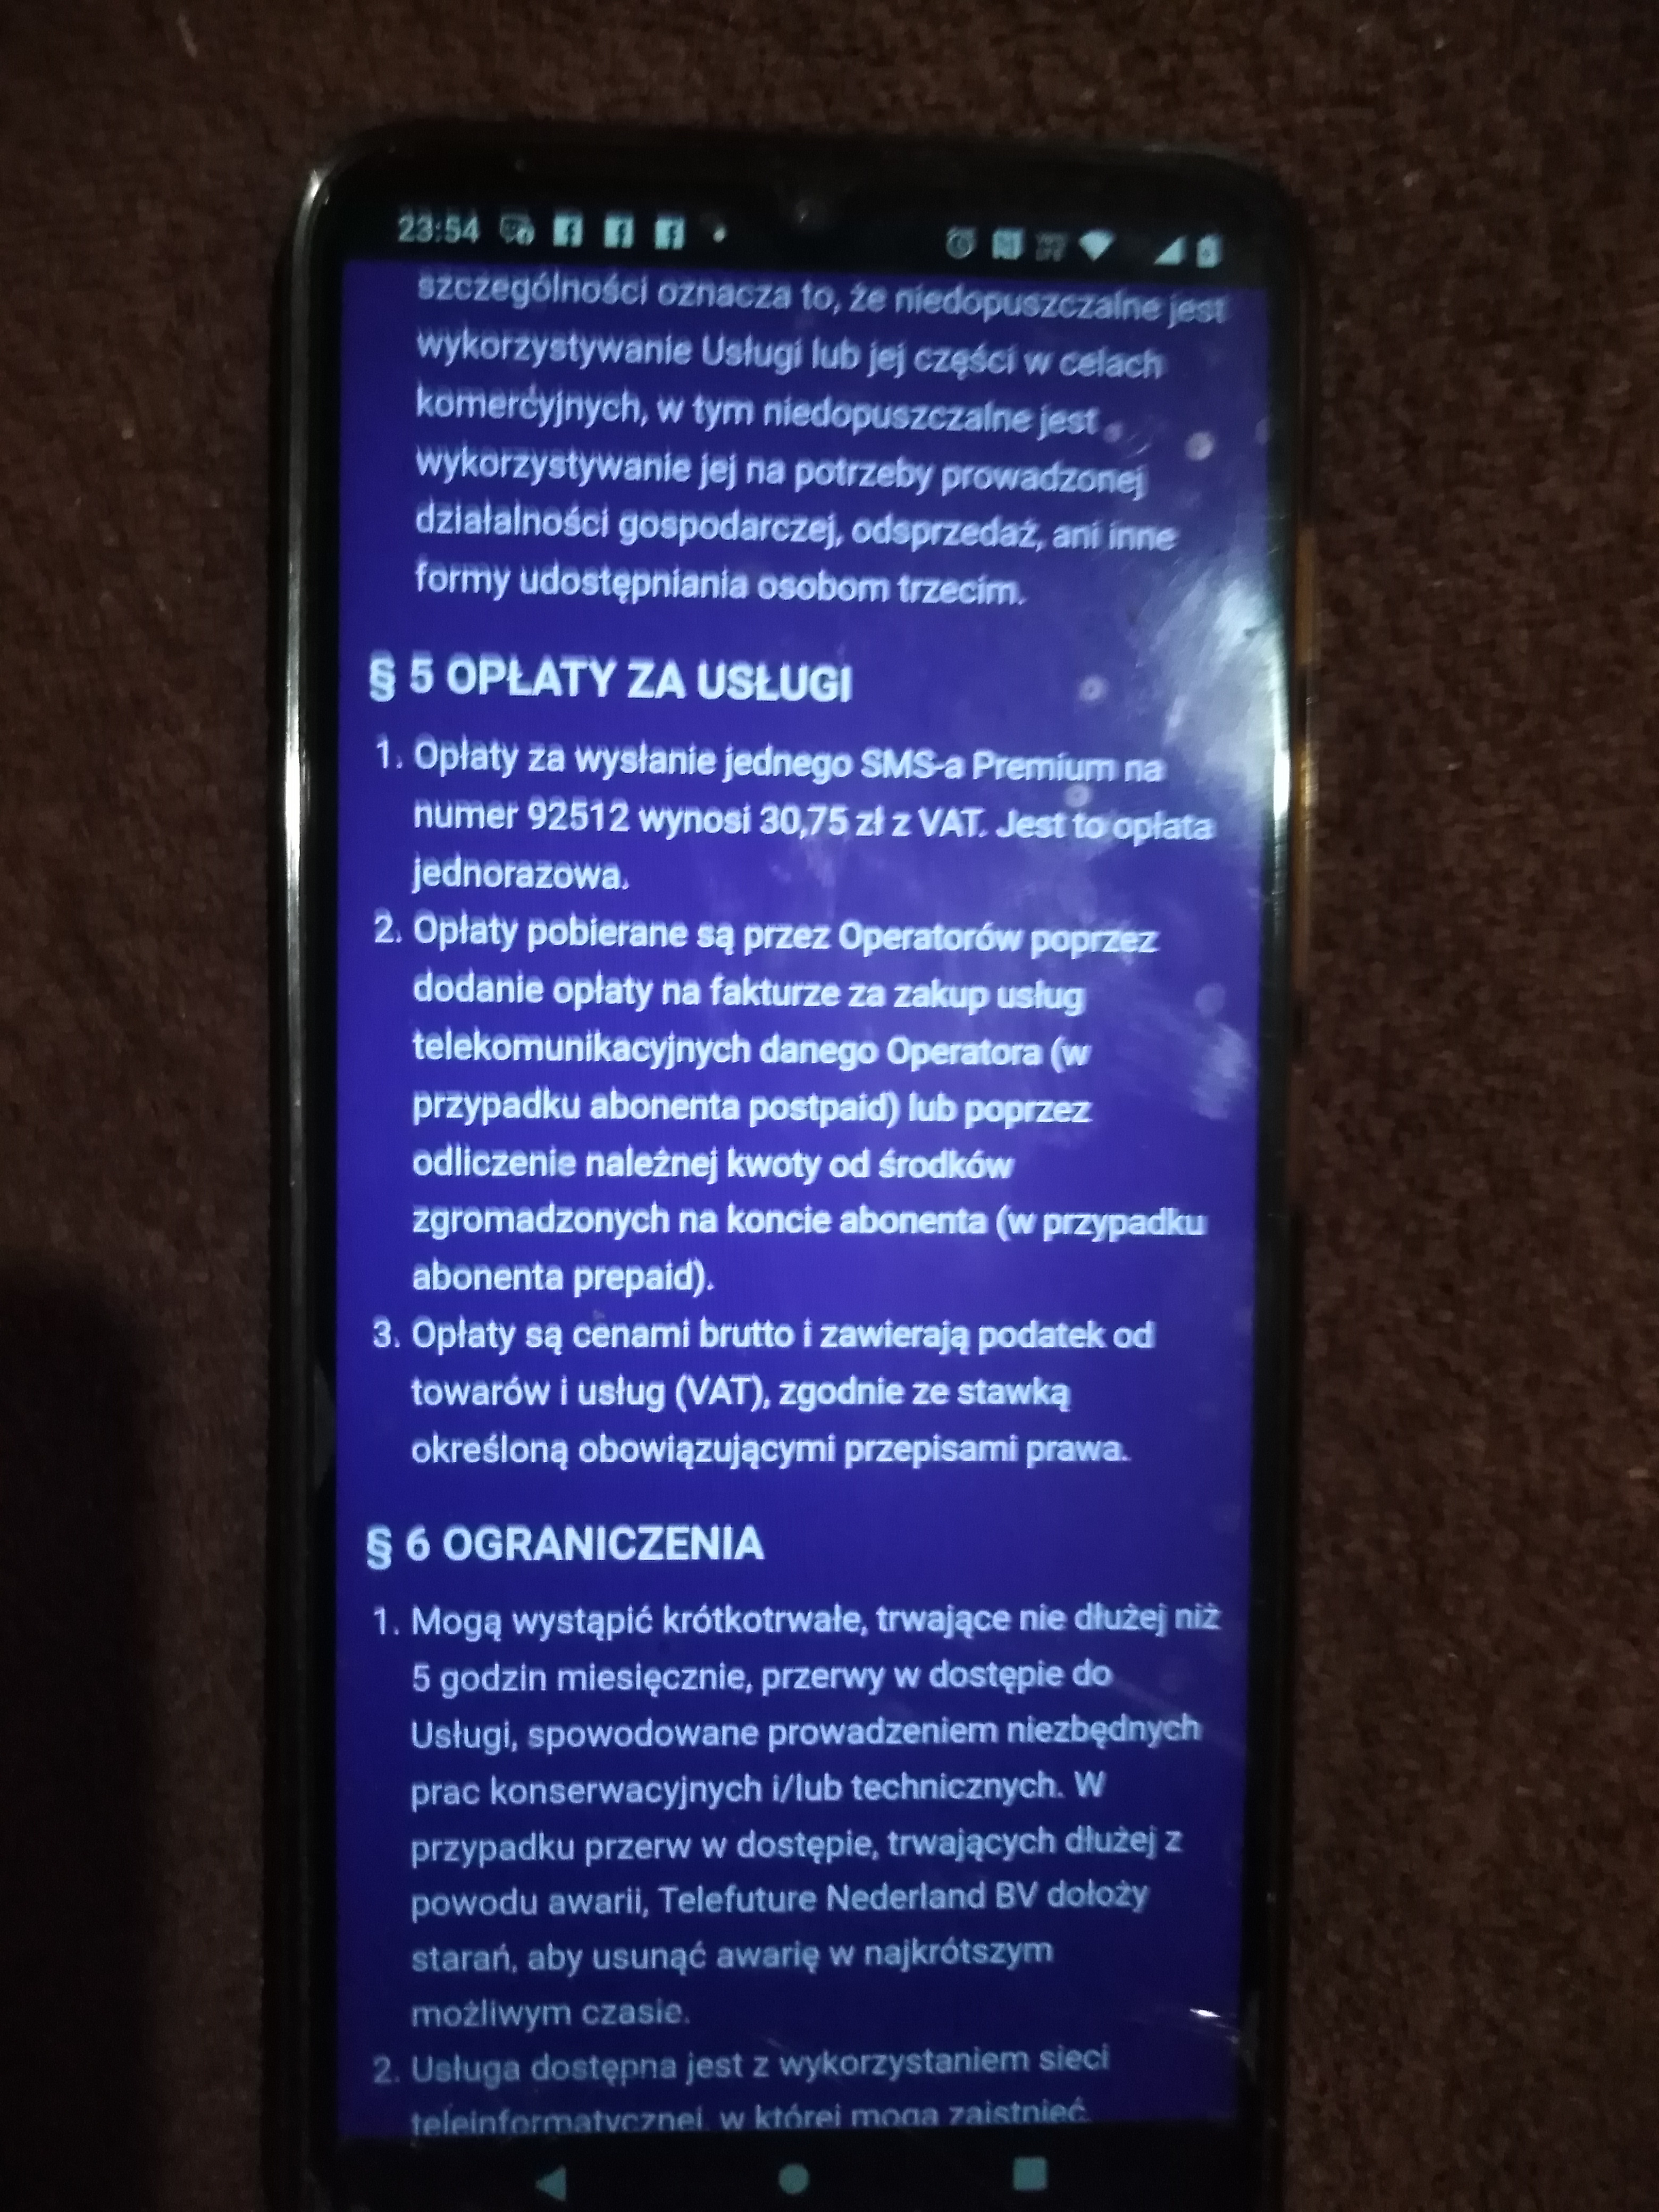 23:54
szczególności oznacza to, że niedopuszczalne jest
wykorzystywanie Usługi lub jej części w celach
komercyjnych, w tym niedopuszczalne jest
wykorzystywanie jej na potrzeby prowadzonej
działalności gospodarczej, odsprzedaż, ani inne
formy udostępniania osobom trzecim.
§ 5 OPŁATY ZA USŁUGI
1. Opłaty za wysłanie jednego SMS-a Premium na
numer 92512 wynosi 30,75 zł z VAT. Jest to opłata
jednorazowa.
2. Opłaty pobierane są przez Operatorów poprzez
dodanie opłaty na fakturze za zakup usług
telekomunikacyjnych danego Operatora (w
przypadku abonenta postpaid) lub poprzez
odliczenie należnej kwoty od środków
zgromadzonych na koncie abonenta (w przypadku
abonenta prepaid).
3. Opłaty są cenami brutto i zawierają podatek od
towarów i usług (VAT), zgodnie ze stawką
określoną obowiązującymi przepisami prawa.
§ 6 OGRANICZENIA
1. Mogą wystąpić krótkotrwałe, trwające nie dłużej niż
5 godzin miesięcznie, przerwy w dostępie do
Usługi, spowodowane prowadzeniem niezbędnych
prac konserwacyjnych i/lub technicznych. W
przypadku przerw w dostępie, trwających dłużej z
powodu awarii, Telefuture Nederland BV dołoży
starań, aby usunąć awarię w najkrótszym
możliwym czasie.
2. Usługa dostępna jest z wykorzystaniem sieci
teleinformatycznej, w której mogą zaistnieć